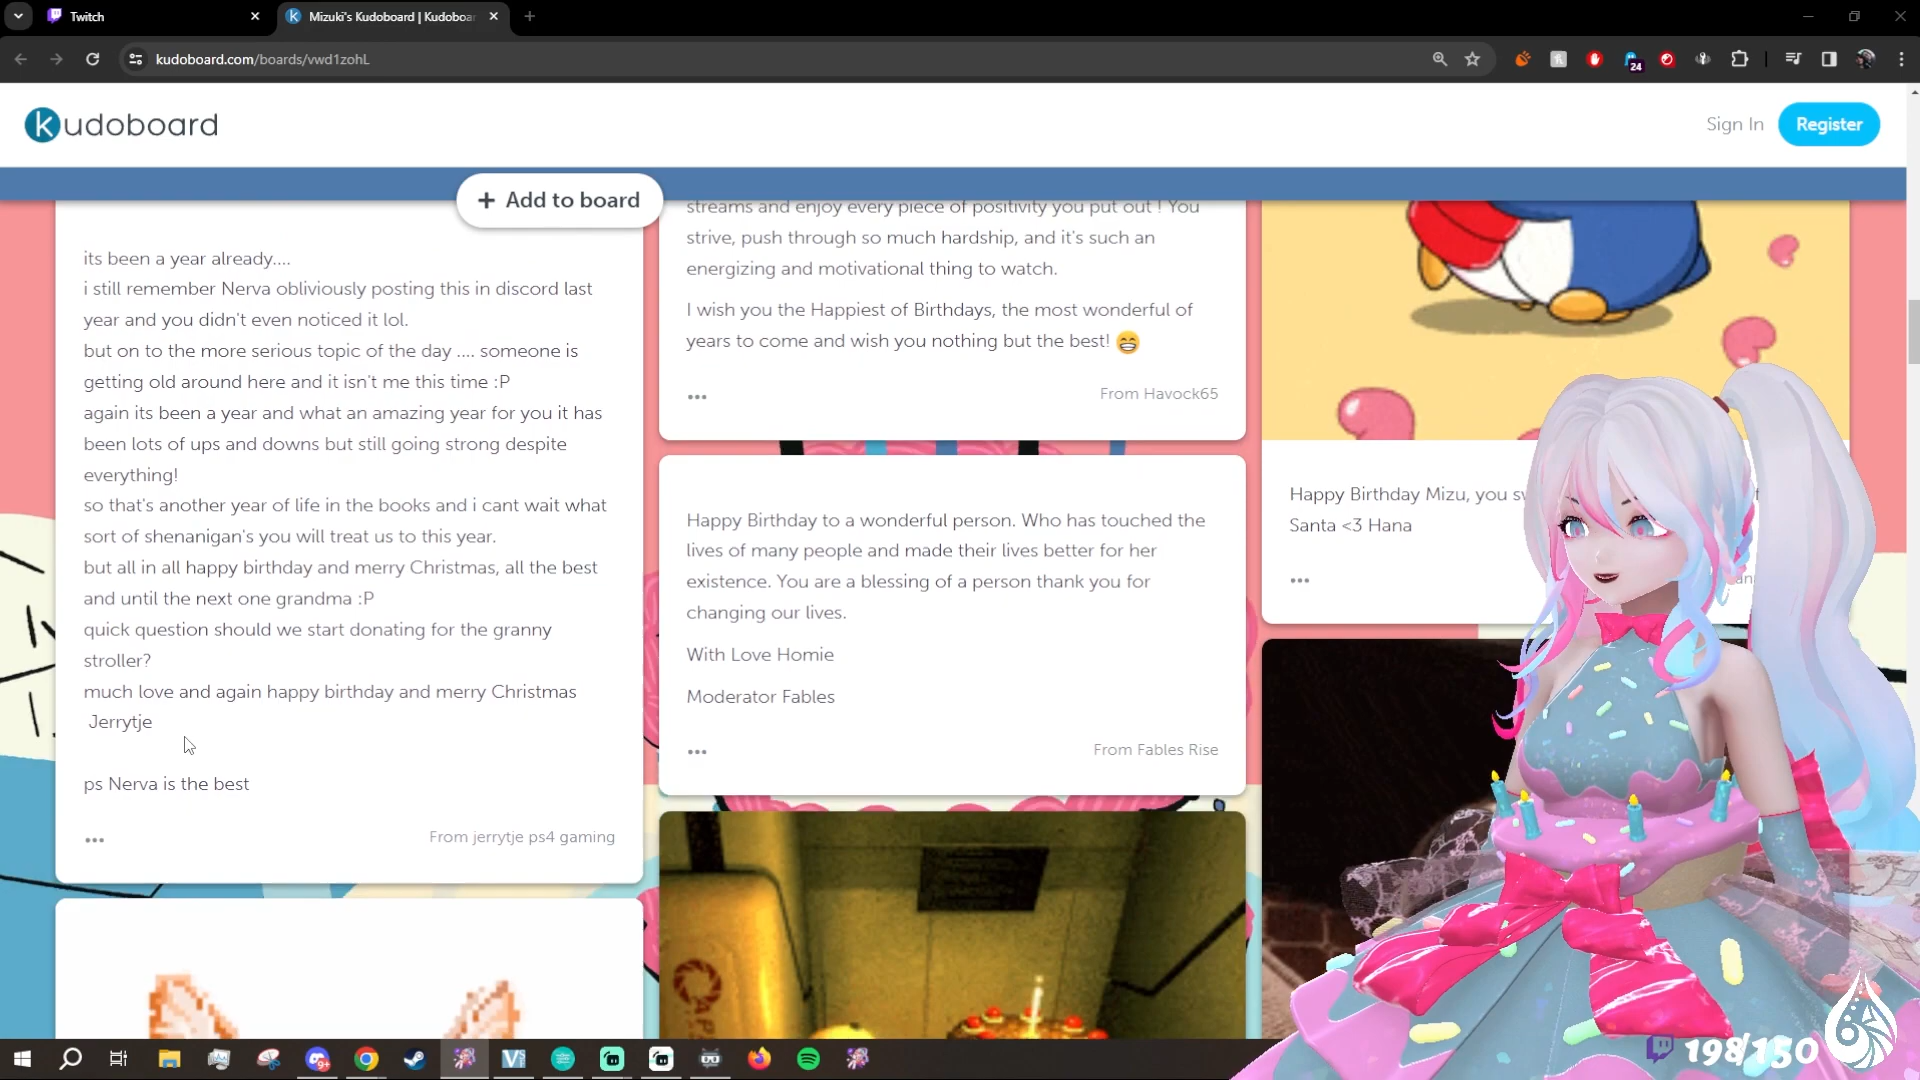 Twitch
Mizuki's Kudoboard | Kudoboar
kudoboard.com/boards/vwd1zohL
24
kudoboard
Sign In
Register
+ Add to board
its been a year already....
i still remember Nerva obliviously posting this in discord last
year and you didn't even noticed it lol.
but on to the more serious topic of the day .... someone is
getting old around here and it isn't me this time :P
again its been a year and what an amazing year for you it has
been lots of ups and downs but still going strong despite
everything!
so that's another year of life in the books and i cant wait what
sort of shenanigan's you will treat us to this year.
but all in all happy birthday and merry Christmas, all the best
and until the next one grandma :P
quick question should we start donating for the granny
stroller?
much love and again happy birthday and merry Christmas
Jerrytje
ps Nerva is the best
From jerrytje ps4 gaming
streams and enjoy every piece of positivity you put out ! You
strive, push through so much hardship, and it's such an
energizing and motivational thing to watch.
I wish you the Happiest of Birthdays, the most wonderful of
years to come and wish you nothing but the best! 😁
From Havock65
Happy Birthday to a wonderful person. Who has touched the
lives of many people and made their lives better for her
existence. You are a blessing of a person thank you for
changing our lives.
With Love Homie
Moderator Fables
From Fables Rise
Happy Birthday Mizu, you
Santa <3 Hana
198/150